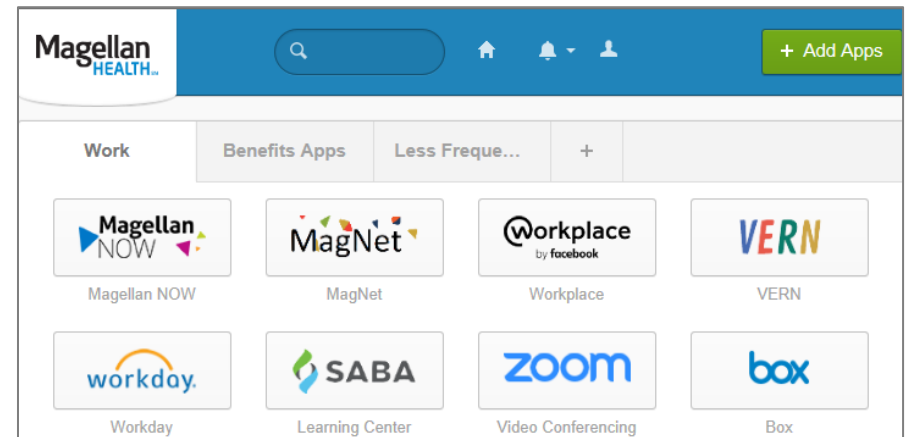 Magellan
HEALTH℠
+ Add Apps
Work
Benefits Apps
Less Freque...
+
Magellan
NOW
MagNet
Workplace
by facebook
VERN
Magellan NOW
MagNet
Workplace
VERN
workday.
SABA
zoom
box
Workday
Learning Center
Video Conferencing
Box